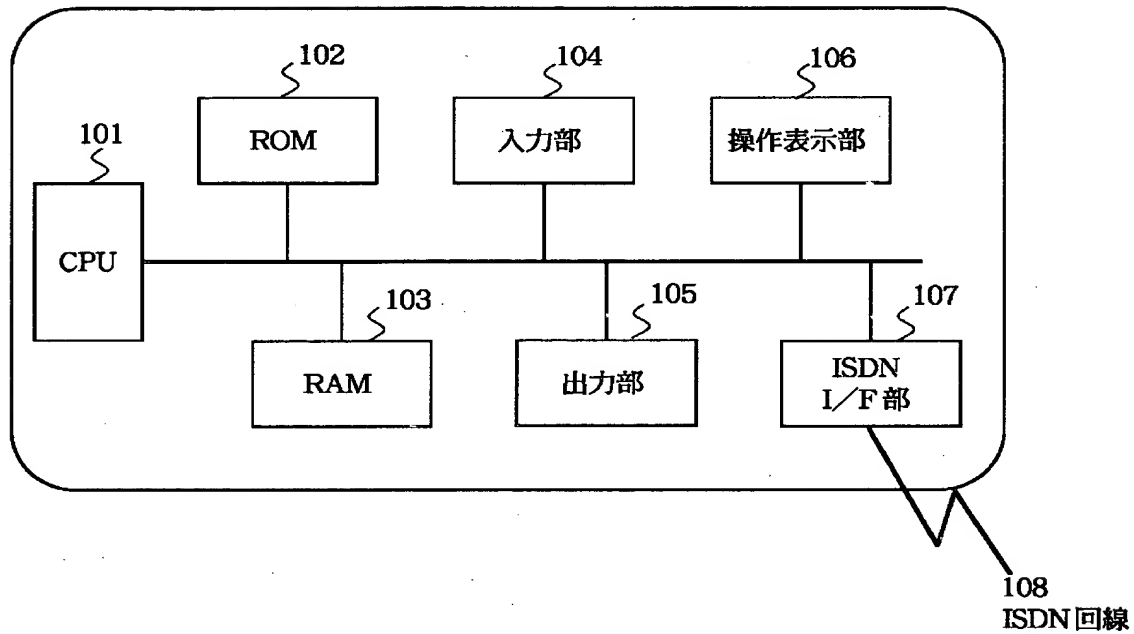 102
104
106
101
ROM
入力部
操作表示部
CPU
103
105
107
RAM
出力部
ISDN
I／F部
108
ISDN回線